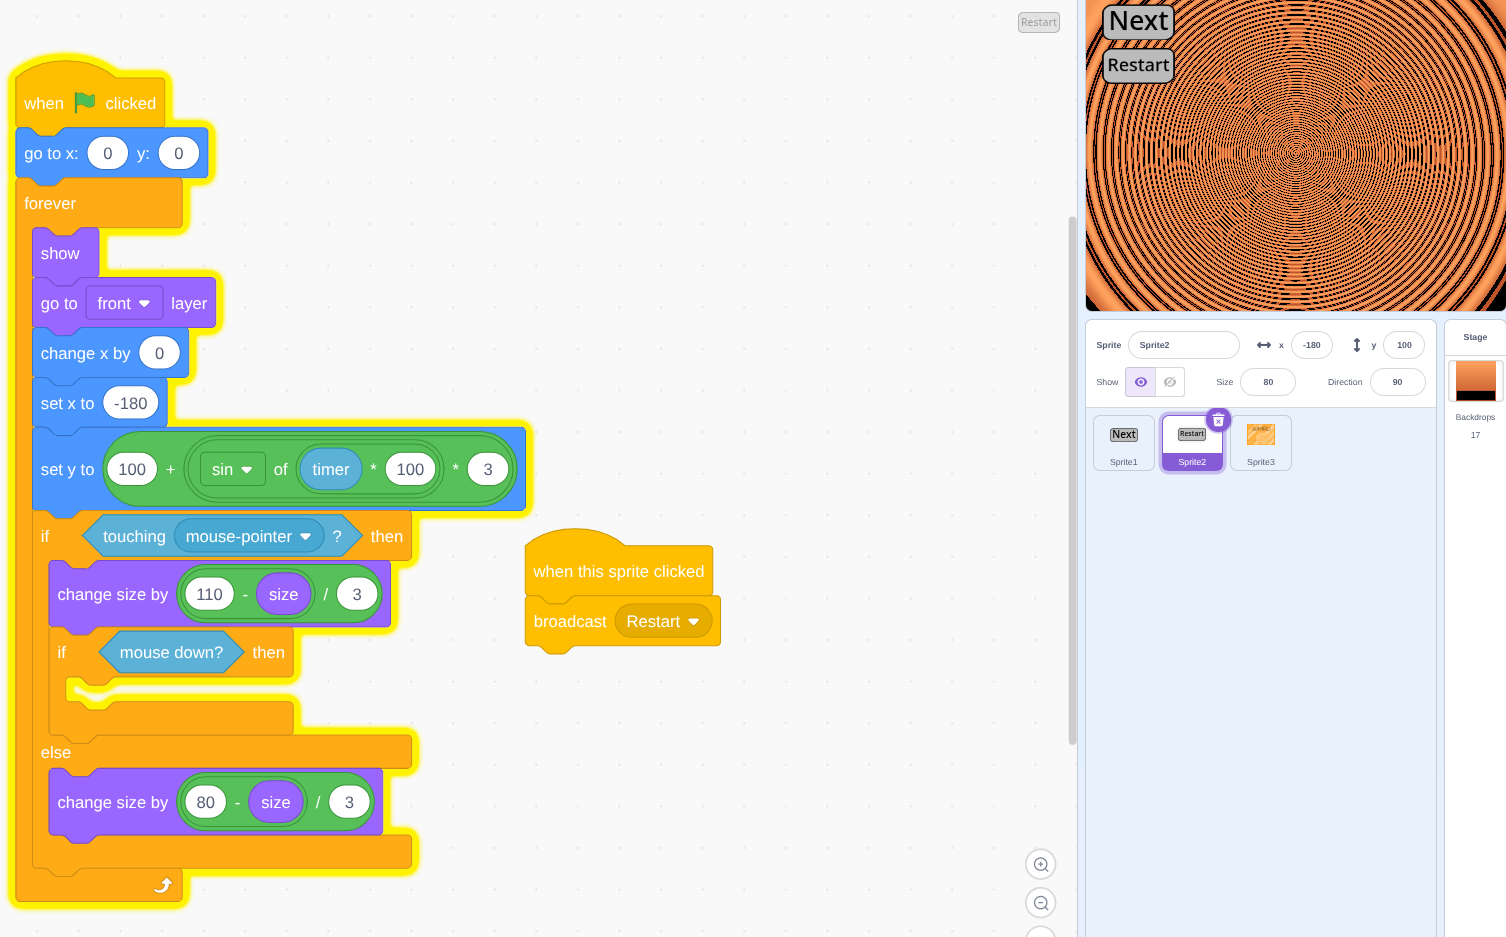 Restart
when clicked
go to x: 0 y: 0
forever
show
go to front layer
change x by 0
set x to -180
set y to 100 + sin of timer * 100 * 3
if touching mouse-pointer ? then
change size by 110 - size / 3
if mouse down? then
else
change size by 80 - size / 3
when this sprite clicked
broadcast Restart
Next
Restart
Sprite Sprite2 x -180 y 100
Show Size 80 Direction 90
Next
Sprite1
Restart
Sprite2
Sprite3
Stage
Backdrops
17